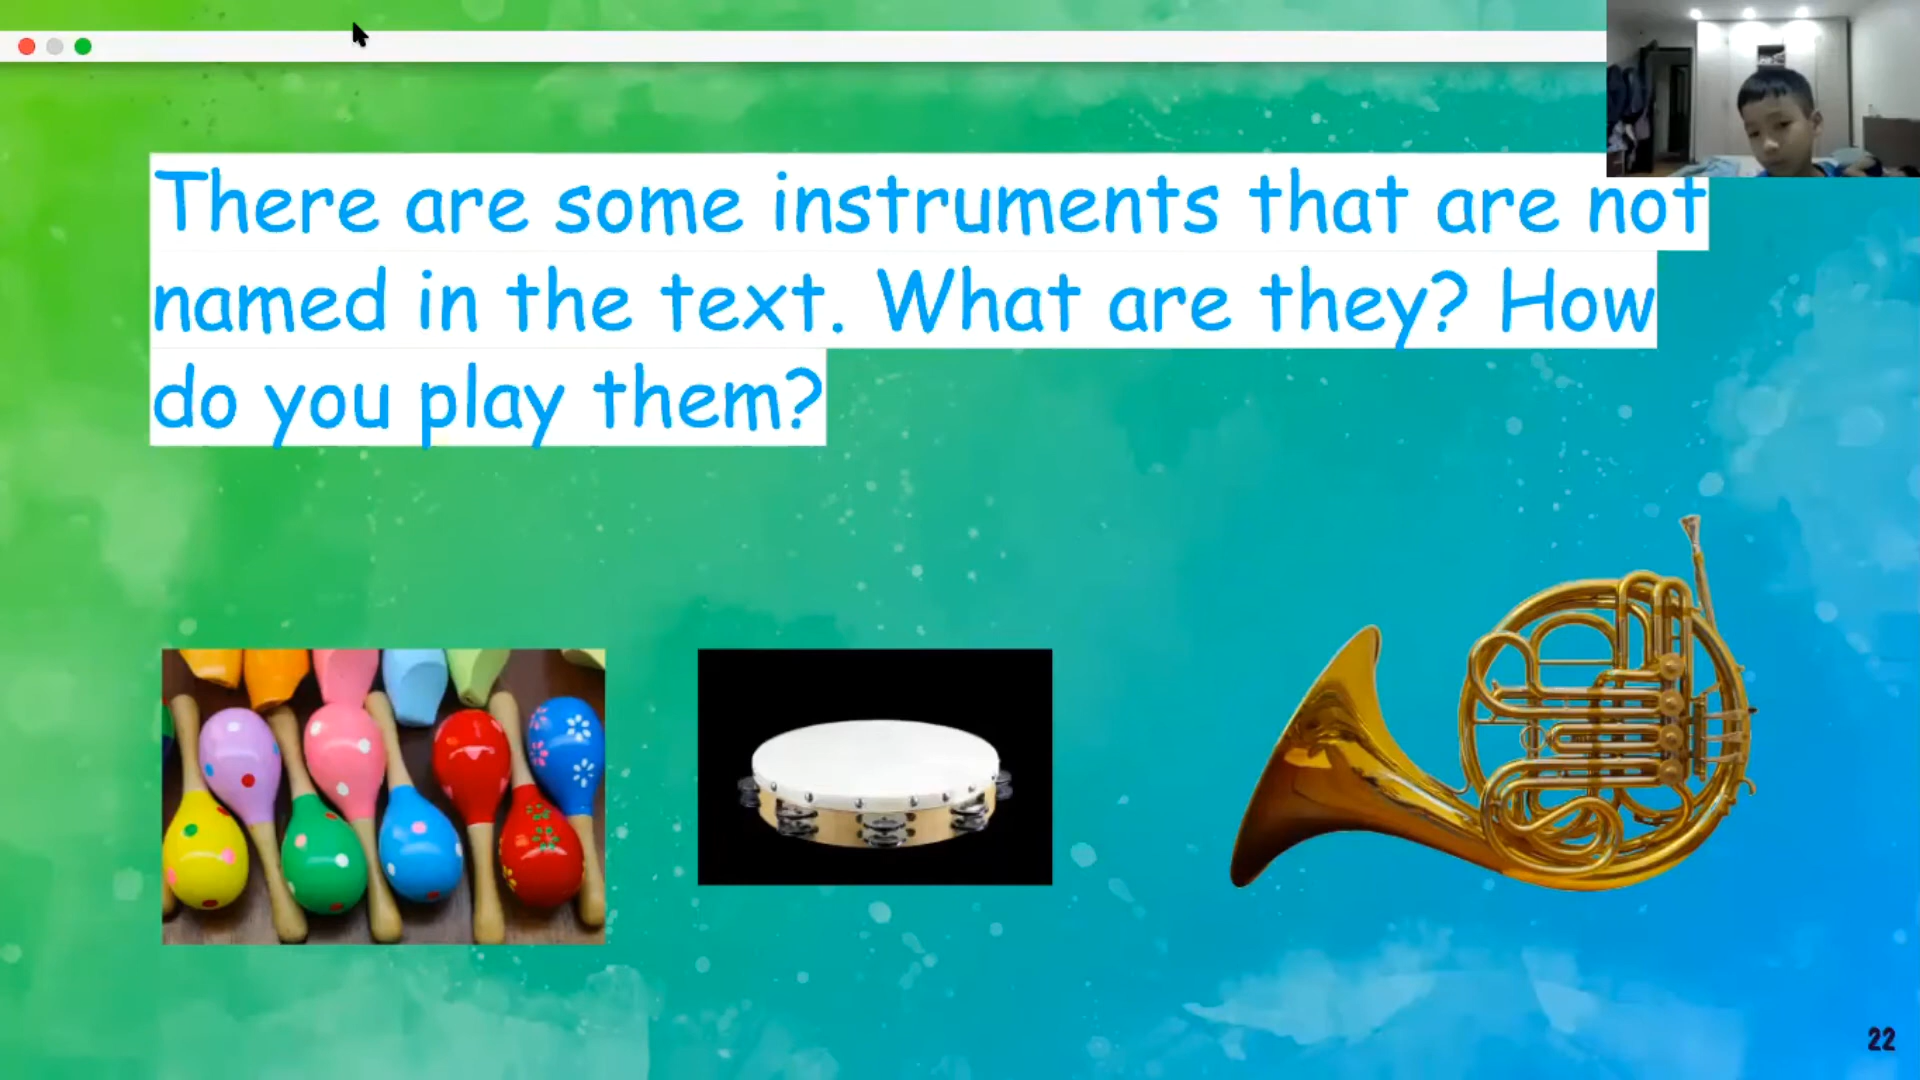 There are some instruments that are not
named in the text. What are they? How
do you play them?
22